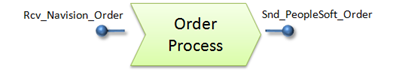 Rcv_Navision_Order
Order
Process
Snd_PeopleSoft_Order